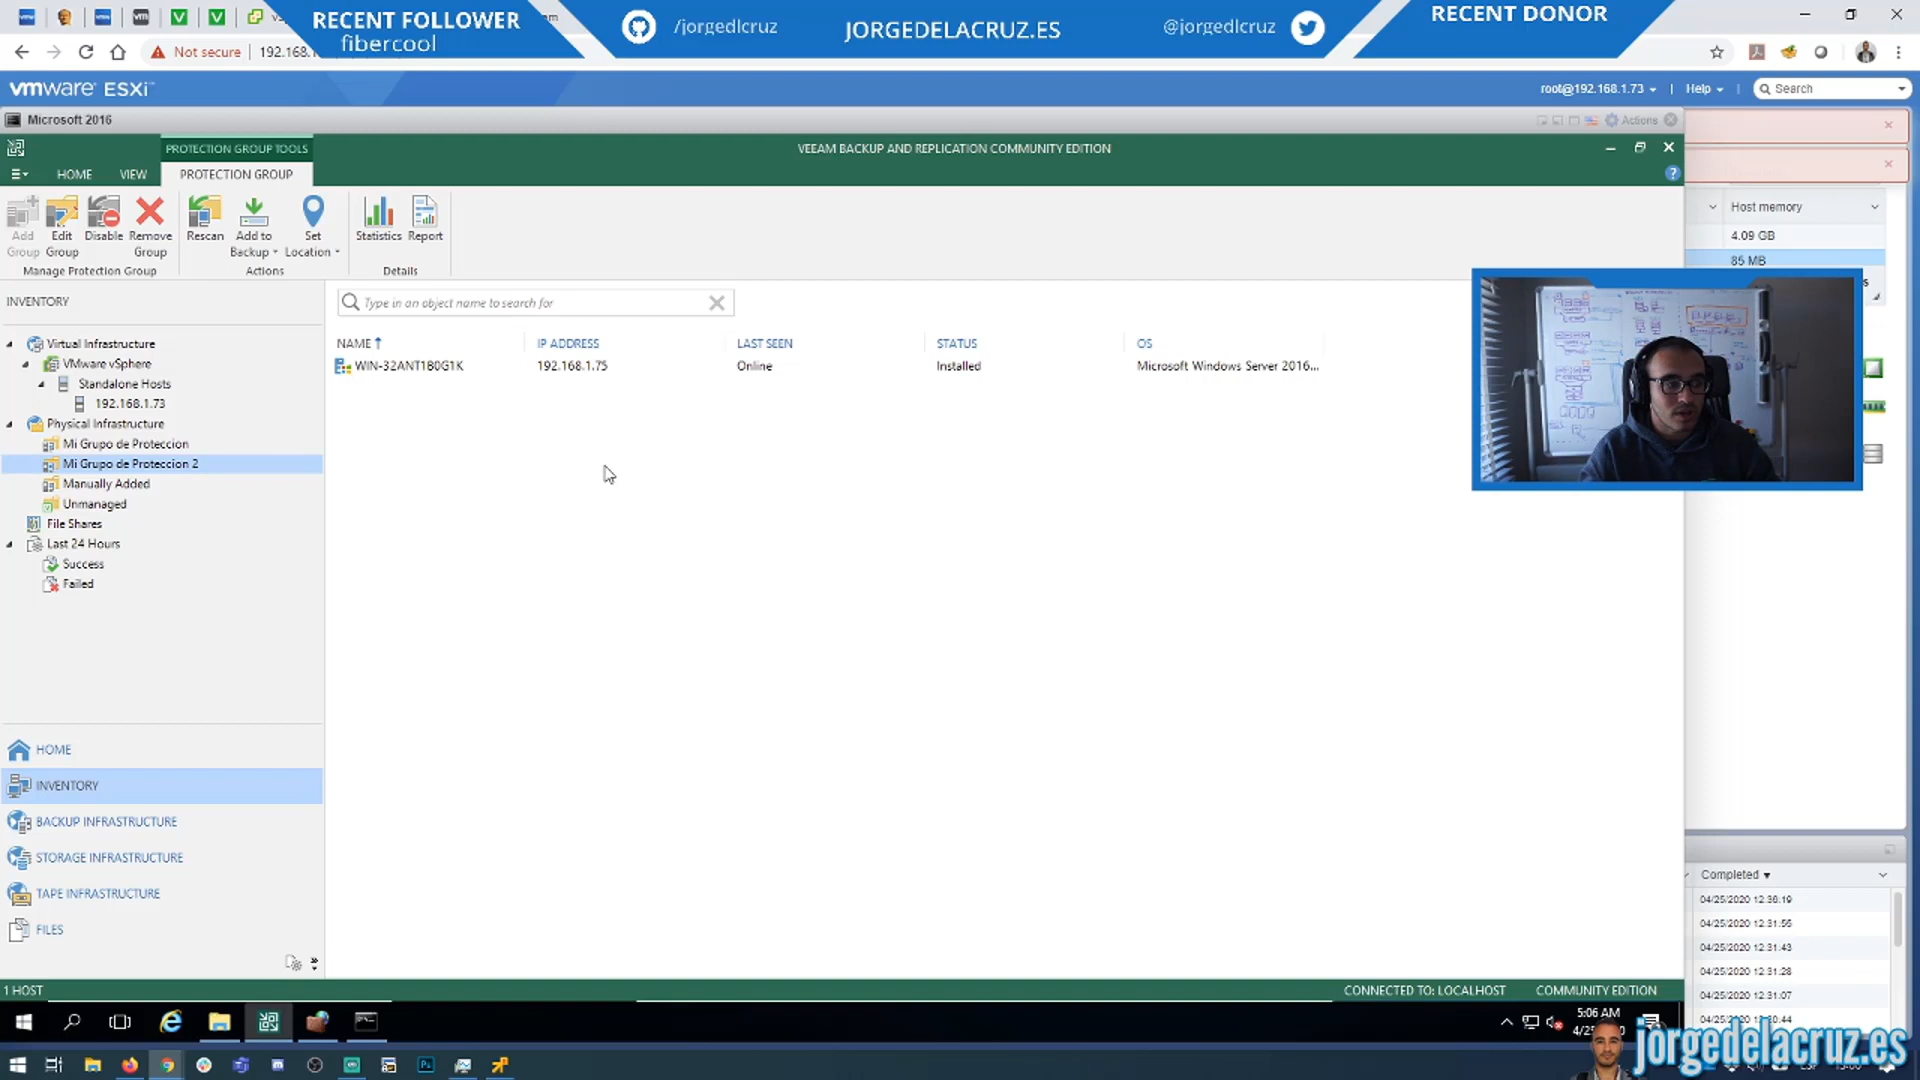 RECENT FOLLOWER
fibercool
/jorgedlcruz
JORGEDELACRUZ.ES
@jorgedlcruz
RECENT DONOR
Not secure
192.168.1
vmware ESXi
root@192.168.1.73
Help
Search
Microsoft 2016
Actions
PROTECTION GROUP TOOLS
VEEAM BACKUP AND REPLICATION COMMUNITY EDITION
HOME
VIEW
PROTECTION GROUP
Add Group
Edit Group
Disable
Remove Group
Rescan
Add to Backup
Set Location
Statistics
Report
Manage Protection Group
Actions
Details
Host memory
4.09 GB
85 MB
INVENTORY
Type in an object name to search for
Virtual Infrastructure
VMware vSphere
Standalone Hosts
192.168.1.73
Physical Infrastructure
Mi Grupo de Proteccion
Mi Grupo de Proteccion 2
Manually Added
Unmanaged
File Shares
Last 24 Hours
Success
Failed
NAME
IP ADDRESS
LAST SEEN
STATUS
OS
WIN-32ANT1B0G1K
192.168.1.75
Online
Installed
Microsoft Windows Server 2016...
HOME
INVENTORY
BACKUP INFRASTRUCTURE
STORAGE INFRASTRUCTURE
TAPE INFRASTRUCTURE
FILES
Completed
04/25/2020 12:36:19
04/25/2020 12:31:55
04/25/2020 12:31:43
04/25/2020 12:31:28
04/25/2020 12:31:07
1 HOST
CONNECTED TO: LOCALHOST
COMMUNITY EDITION
5:06 AM
jorgedelacruz.es